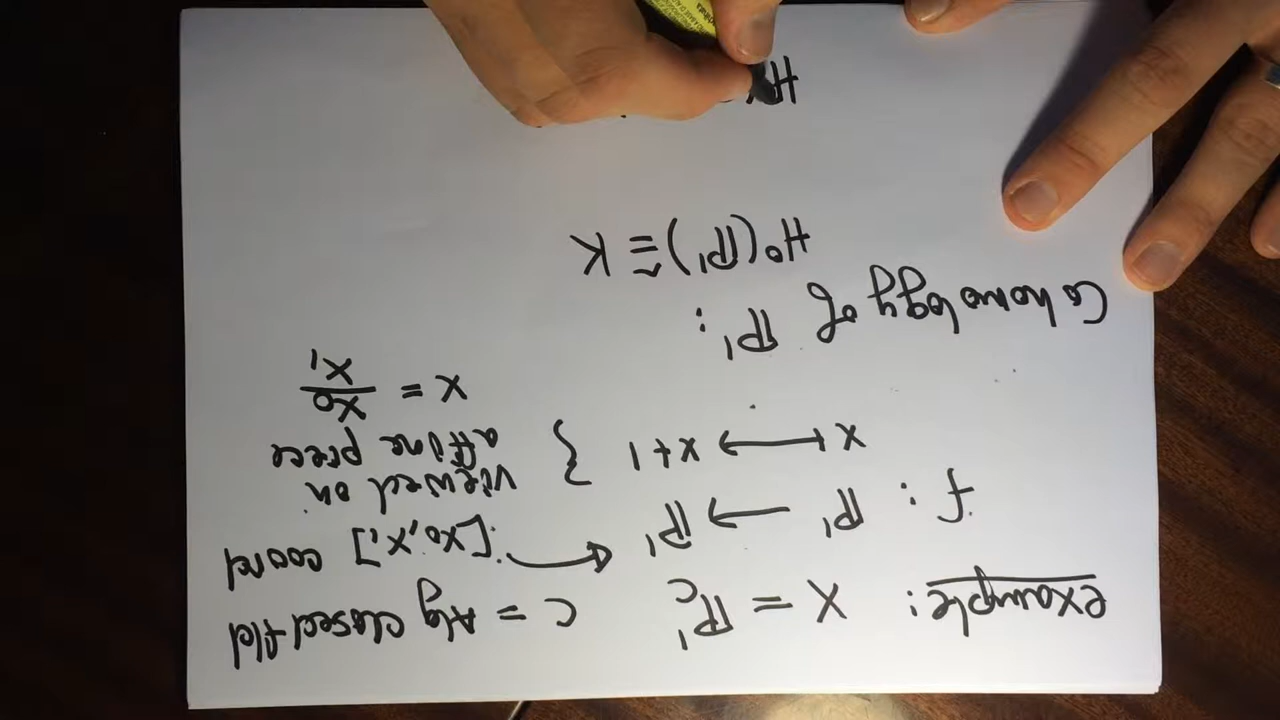 example: X = ℙ¹_C C = Alg closed fld
f: ℙ¹ → ℙ¹ [x₀, x₁] coord
x ↦ x+1 } viewed on
affine piece
x = x₀/x₁
Cohomology of ℙ¹:
H⁰(ℙ¹) ≅ K